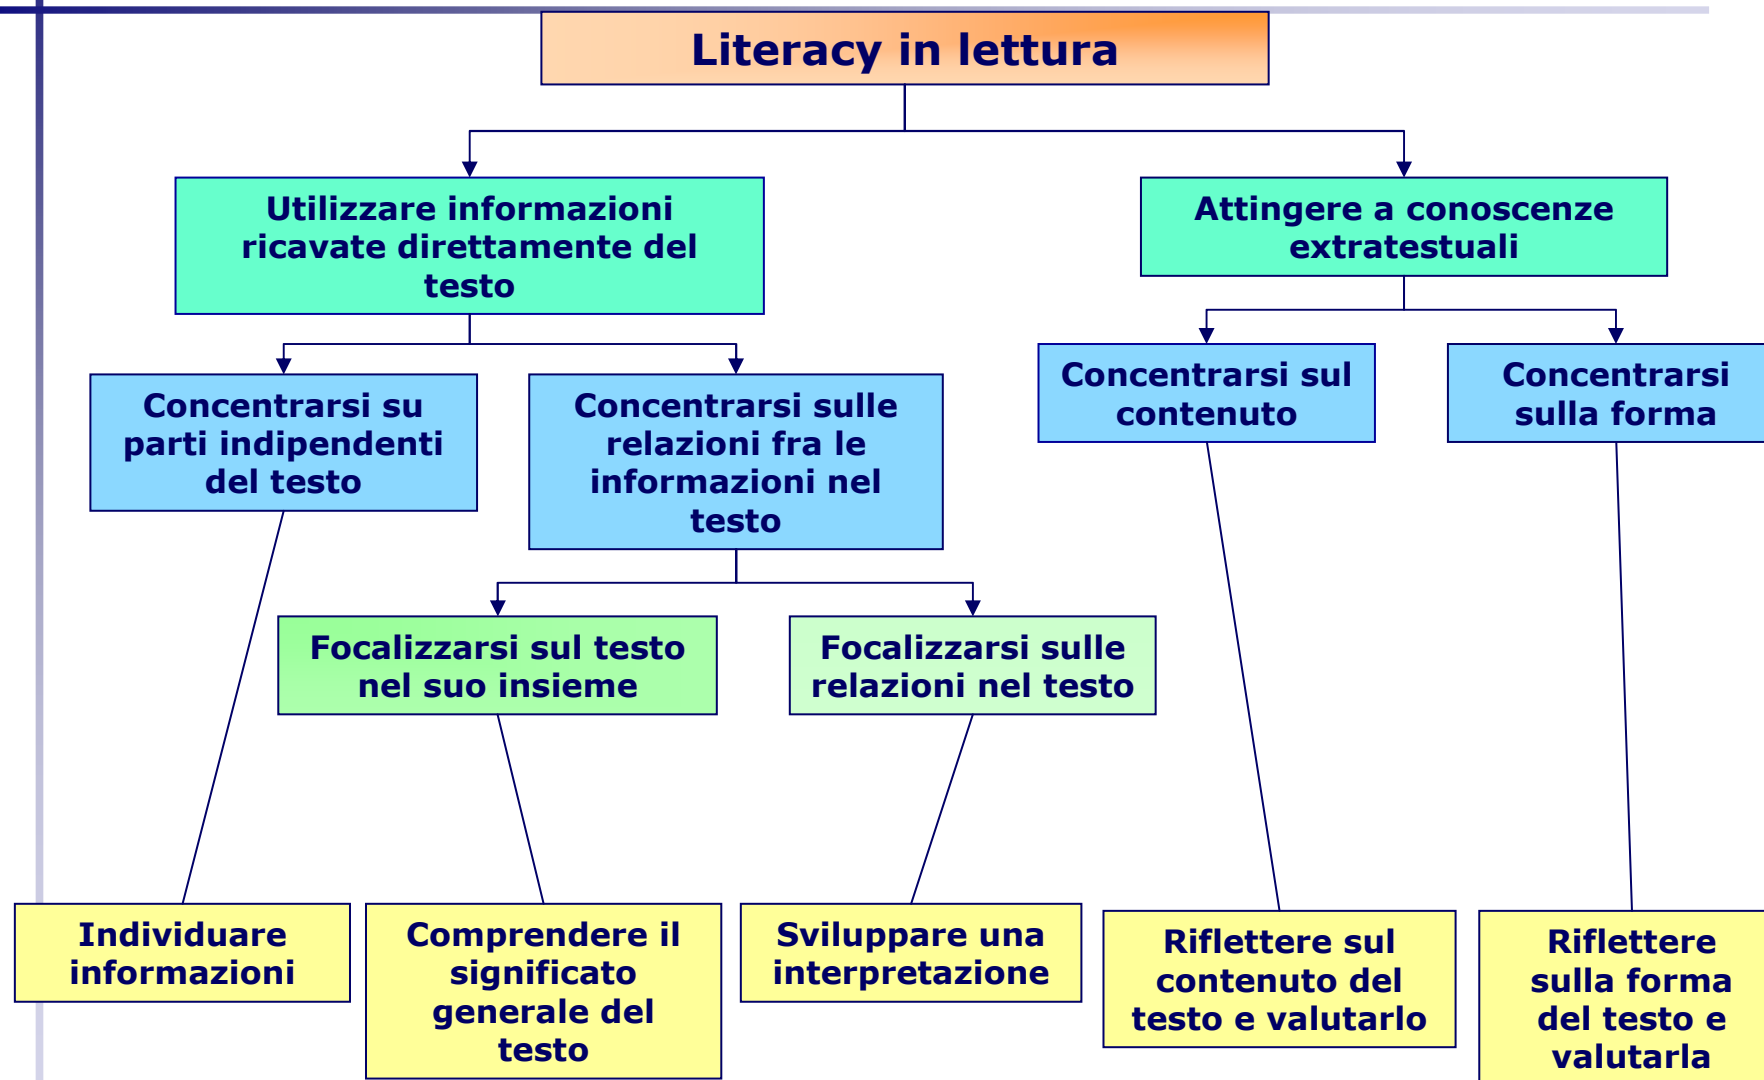 Literacy in lettura
Utilizzare informazioni
ricavate direttamente del
testo
Attingere a conoscenze
extratestuali
Concentrarsi su
parti indipendenti
del testo
Concentrarsi sulle
relazioni fra le
informazioni nel
testo
Concentrarsi sul
contenuto
Concentrarsi
sulla forma
Focalizzarsi sul testo
nel suo insieme
Focalizzarsi sulle
relazioni nel testo
Individuare
informazioni
Comprendere il
significato
generale del
testo
Sviluppare una
interpretazione
Riflettere sul
contenuto del
testo e valutarlo
Riflettere
sulla forma
del testo e
valutarla